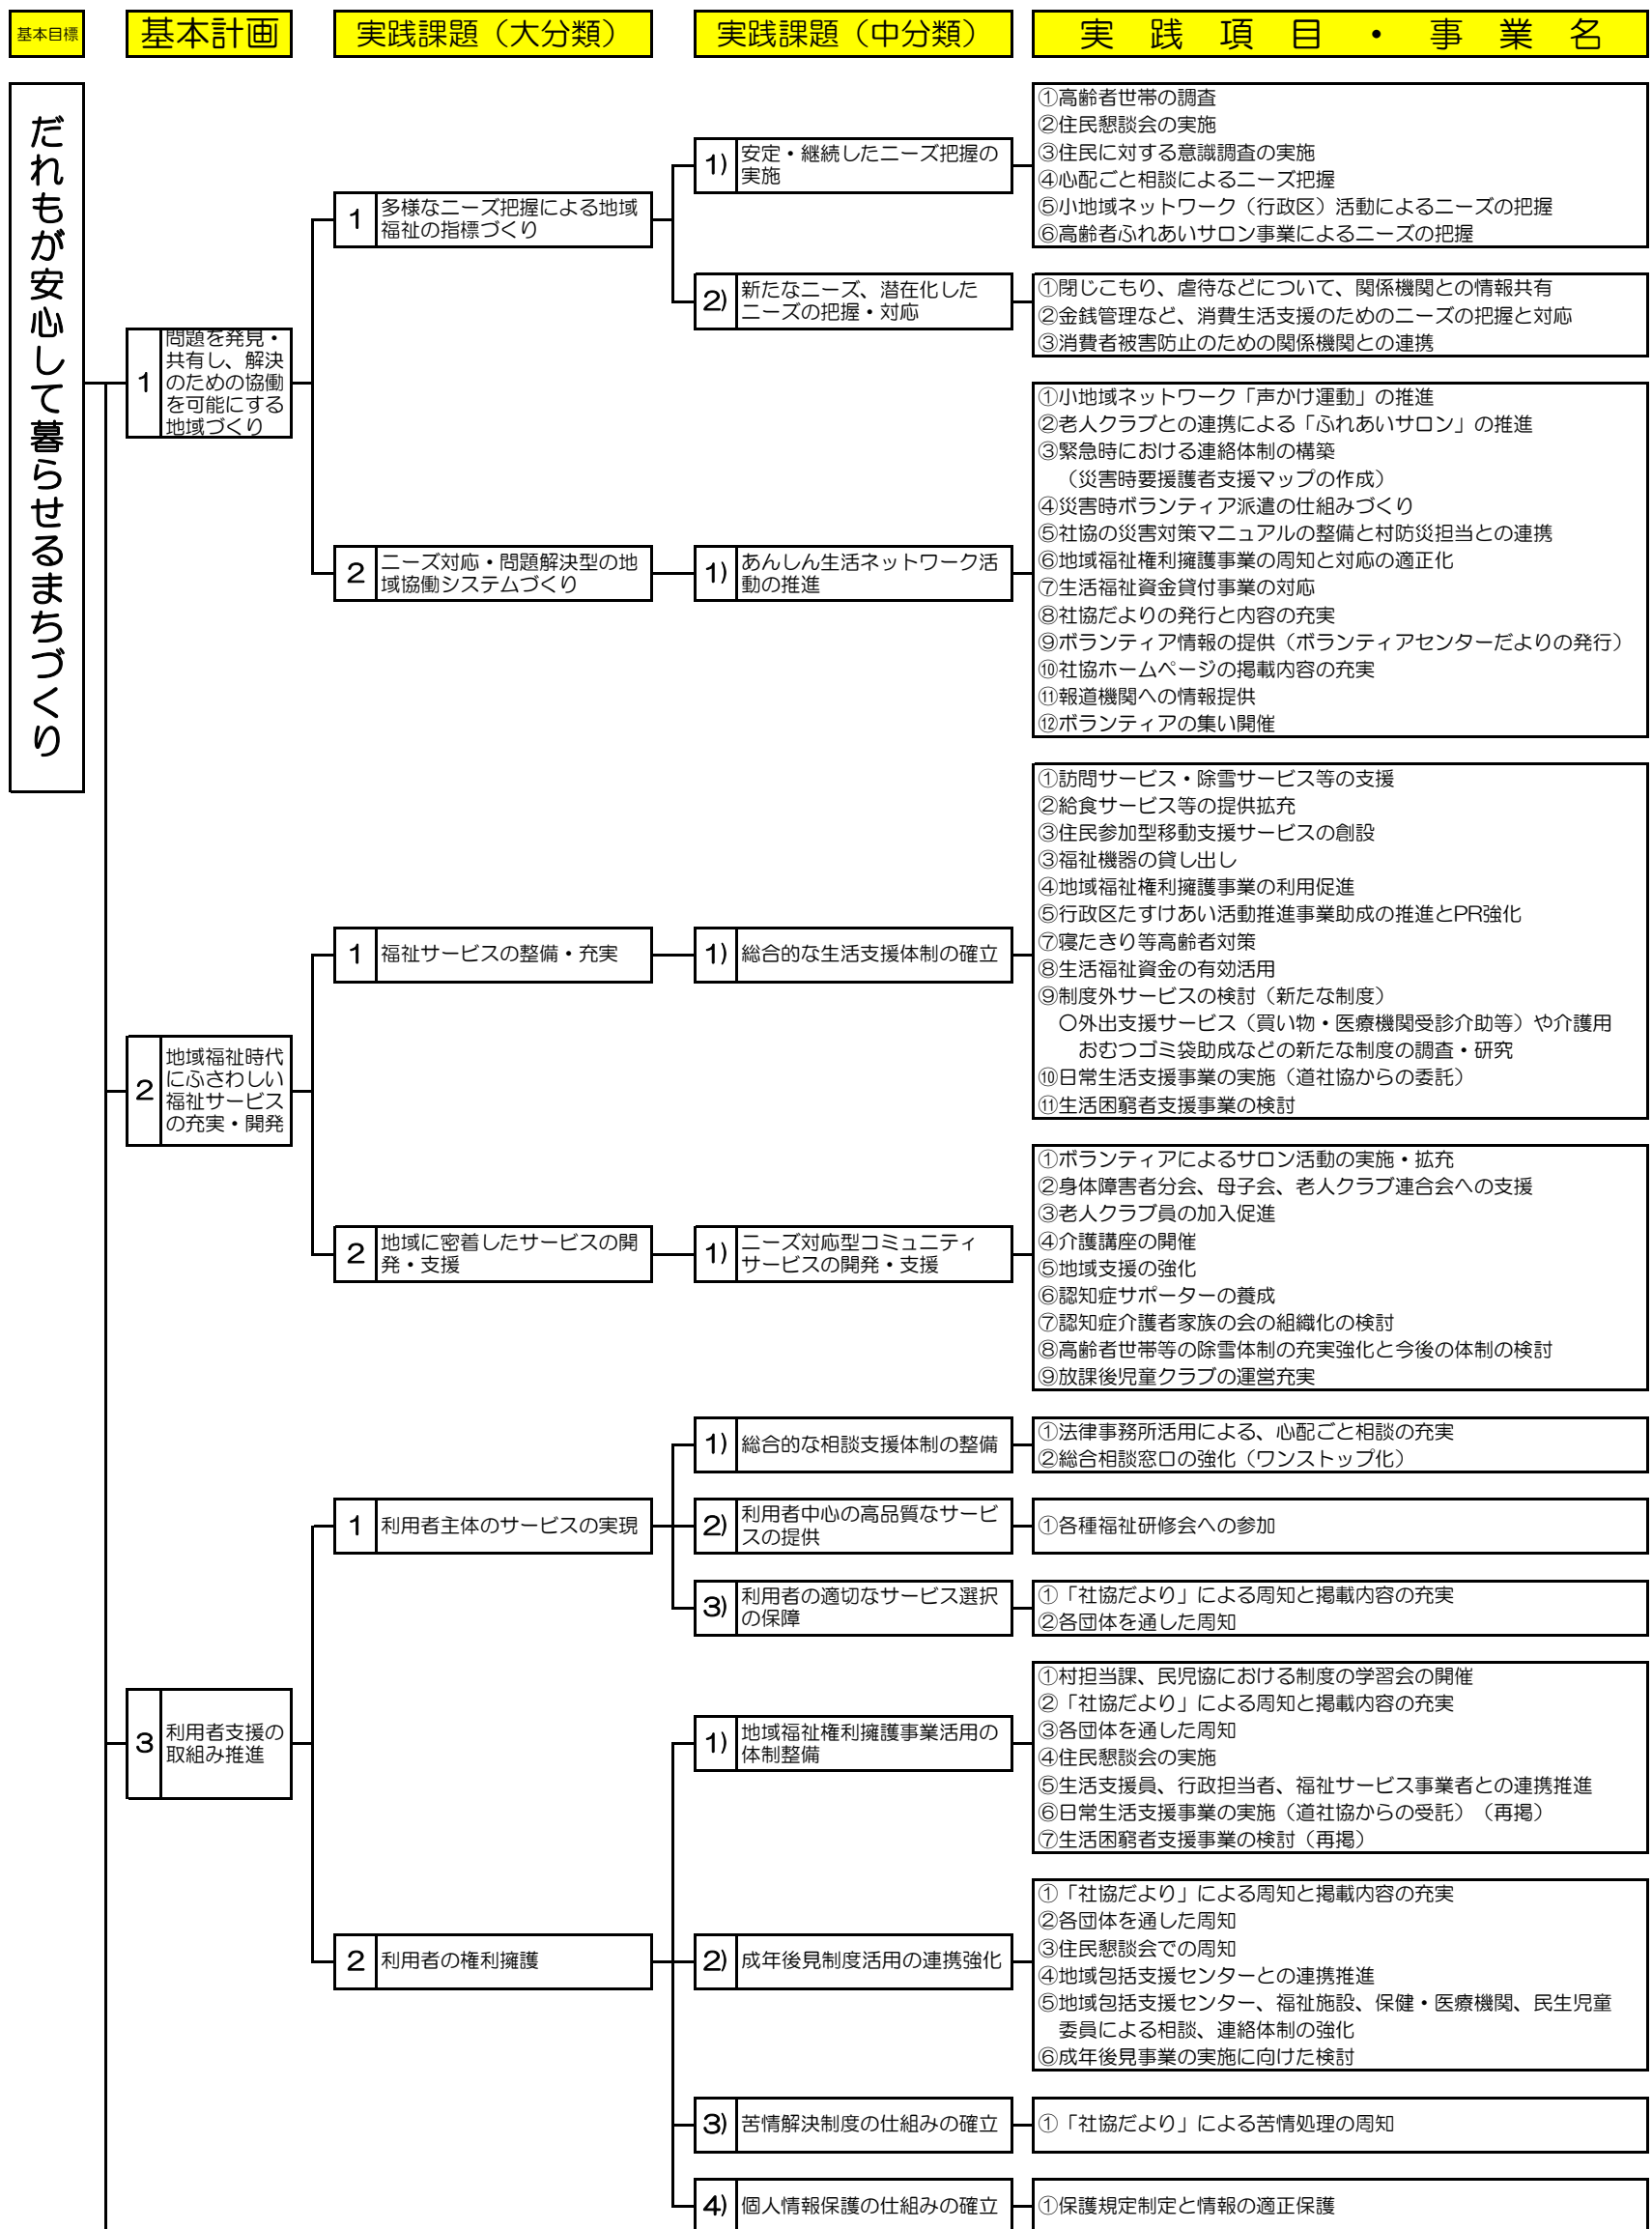 基本目標
基本計画
実践課題（大分類）
実践課題（中分類）
実践項目・事業名
だれもが安心して暮らせるまちづくり
1
問題を発見・
共有し、解決
のための協働
を可能にする
地域づくり
1
多様なニーズ把握による地域
福祉の指標づくり
1)
安定・継続したニーズ把握の
実施
①高齢者世帯の調査
②住民懇談会の実施
③住民に対する意識調査の実施
④心配ごと相談によるニーズ把握
⑤小地域ネットワーク（行政区）活動によるニーズの把握
⑥高齢者ふれあいサロン事業によるニーズの把握
2)
新たなニーズ、潜在化した
ニーズの把握・対応
①閉じこもり、虐待などについて、関係機関との情報共有
②金銭管理など、消費生活支援のためのニーズの把握と対応
③消費者被害防止のための関係機関との連携
2
ニーズ対応・問題解決型の地
域協働システムづくり
1)
あんしん生活ネットワーク活
動の推進
①小地域ネットワーク「声かけ運動」の推進
②老人クラブとの連携による「ふれあいサロン」の推進
③緊急時における連絡体制の構築
（災害時要援護者支援マップの作成）
④災害時ボランティア派遣の仕組みづくり
⑤社協の災害対策マニュアルの整備と村防災担当との連携
⑥地域福祉権利擁護事業の周知と対応の適正化
⑦生活福祉資金貸付事業の対応
⑧社協だよりの発行と内容の充実
⑨ボランティア情報の提供（ボランティアセンターだよりの発行）
⑩社協ホームページの掲載内容の充実
⑪報道機関への情報提供
⑫ボランティアの集い開催
2
地域福祉時代
にふさわしい
福祉サービス
の充実・開発
1
福祉サービスの整備・充実
1)
総合的な生活支援体制の確立
①訪問サービス・除雪サービス等の支援
②給食サービス等の提供拡充
③住民参加型移動支援サービスの創設
③福祉機器の貸し出し
④地域福祉権利擁護事業の利用促進
⑤行政区たすけあい活動推進事業助成の推進とPR強化
⑦寝たきり等高齢者対策
⑧生活福祉資金の有効活用
⑨制度外サービスの検討（新たな制度）
〇外出支援サービス（買い物・医療機関受診介助等）や介護用
おむつゴミ袋助成などの新たな制度の調査・研究
⑩日常生活支援事業の実施（道社協からの委託）
⑪生活困窮者支援事業の検討
2
地域に密着したサービスの開
発・支援
1)
ニーズ対応型コミュニティ
サービスの開発・支援
①ボランティアによるサロン活動の実施・拡充
②身体障害者分会、母子会、老人クラブ連合会への支援
③老人クラブ員の加入促進
④介護講座の開催
⑤地域支援の強化
⑥認知症サポーターの養成
⑦認知症介護者家族の会の組織化の検討
⑧高齢者世帯等の除雪体制の充実強化と今後の体制の検討
⑨放課後児童クラブの運営充実
3
利用者支援の
取組み推進
1
利用者主体のサービスの実現
1)
総合的な相談支援体制の整備
①法律事務所活用による、心配ごと相談の充実
②総合相談窓口の強化（ワンストップ化）
2)
利用者中心の高品質なサービ
スの提供
①各種福祉研修会への参加
3)
利用者の適切なサービス選択
の保障
①「社協だより」による周知と掲載内容の充実
②各団体を通した周知
2
利用者の権利擁護
1)
地域福祉権利擁護事業活用の
体制整備
①村担当課、民児協における制度の学習会の開催
②「社協だより」による周知と掲載内容の充実
③各団体を通した周知
④住民懇談会の実施
⑤生活支援員、行政担当者、福祉サービス事業者との連携推進
⑥日常生活支援事業の実施（道社協からの受託）（再掲）
⑦生活困窮者支援事業の検討（再掲）
2)
成年後見制度活用の連携強化
①「社協だより」による周知と掲載内容の充実
②各団体を通した周知
③住民懇談会での周知
④地域包括支援センターとの連携推進
⑤地域包括支援センター、福祉施設、保健・医療機関、民生児童
委員による相談、連絡体制の強化
⑥成年後見事業の実施に向けた検討
3)
苦情解決制度の仕組みの確立
①「社協だより」による苦情処理の周知
4)
個人情報保護の仕組みの確立
①保護規定制定と情報の適正保護